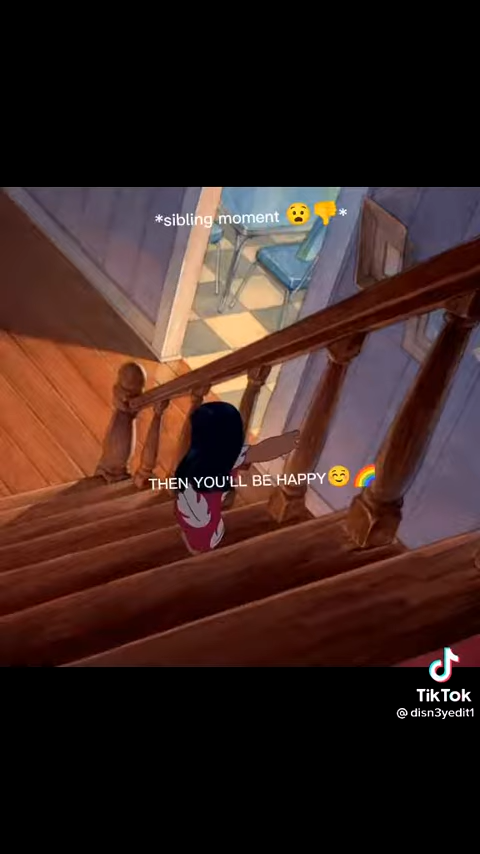 *sibling moment 😧👎*
THEN YOU'LL BE HAPPY☺️🌈
TikTok
@ disn3yedit1